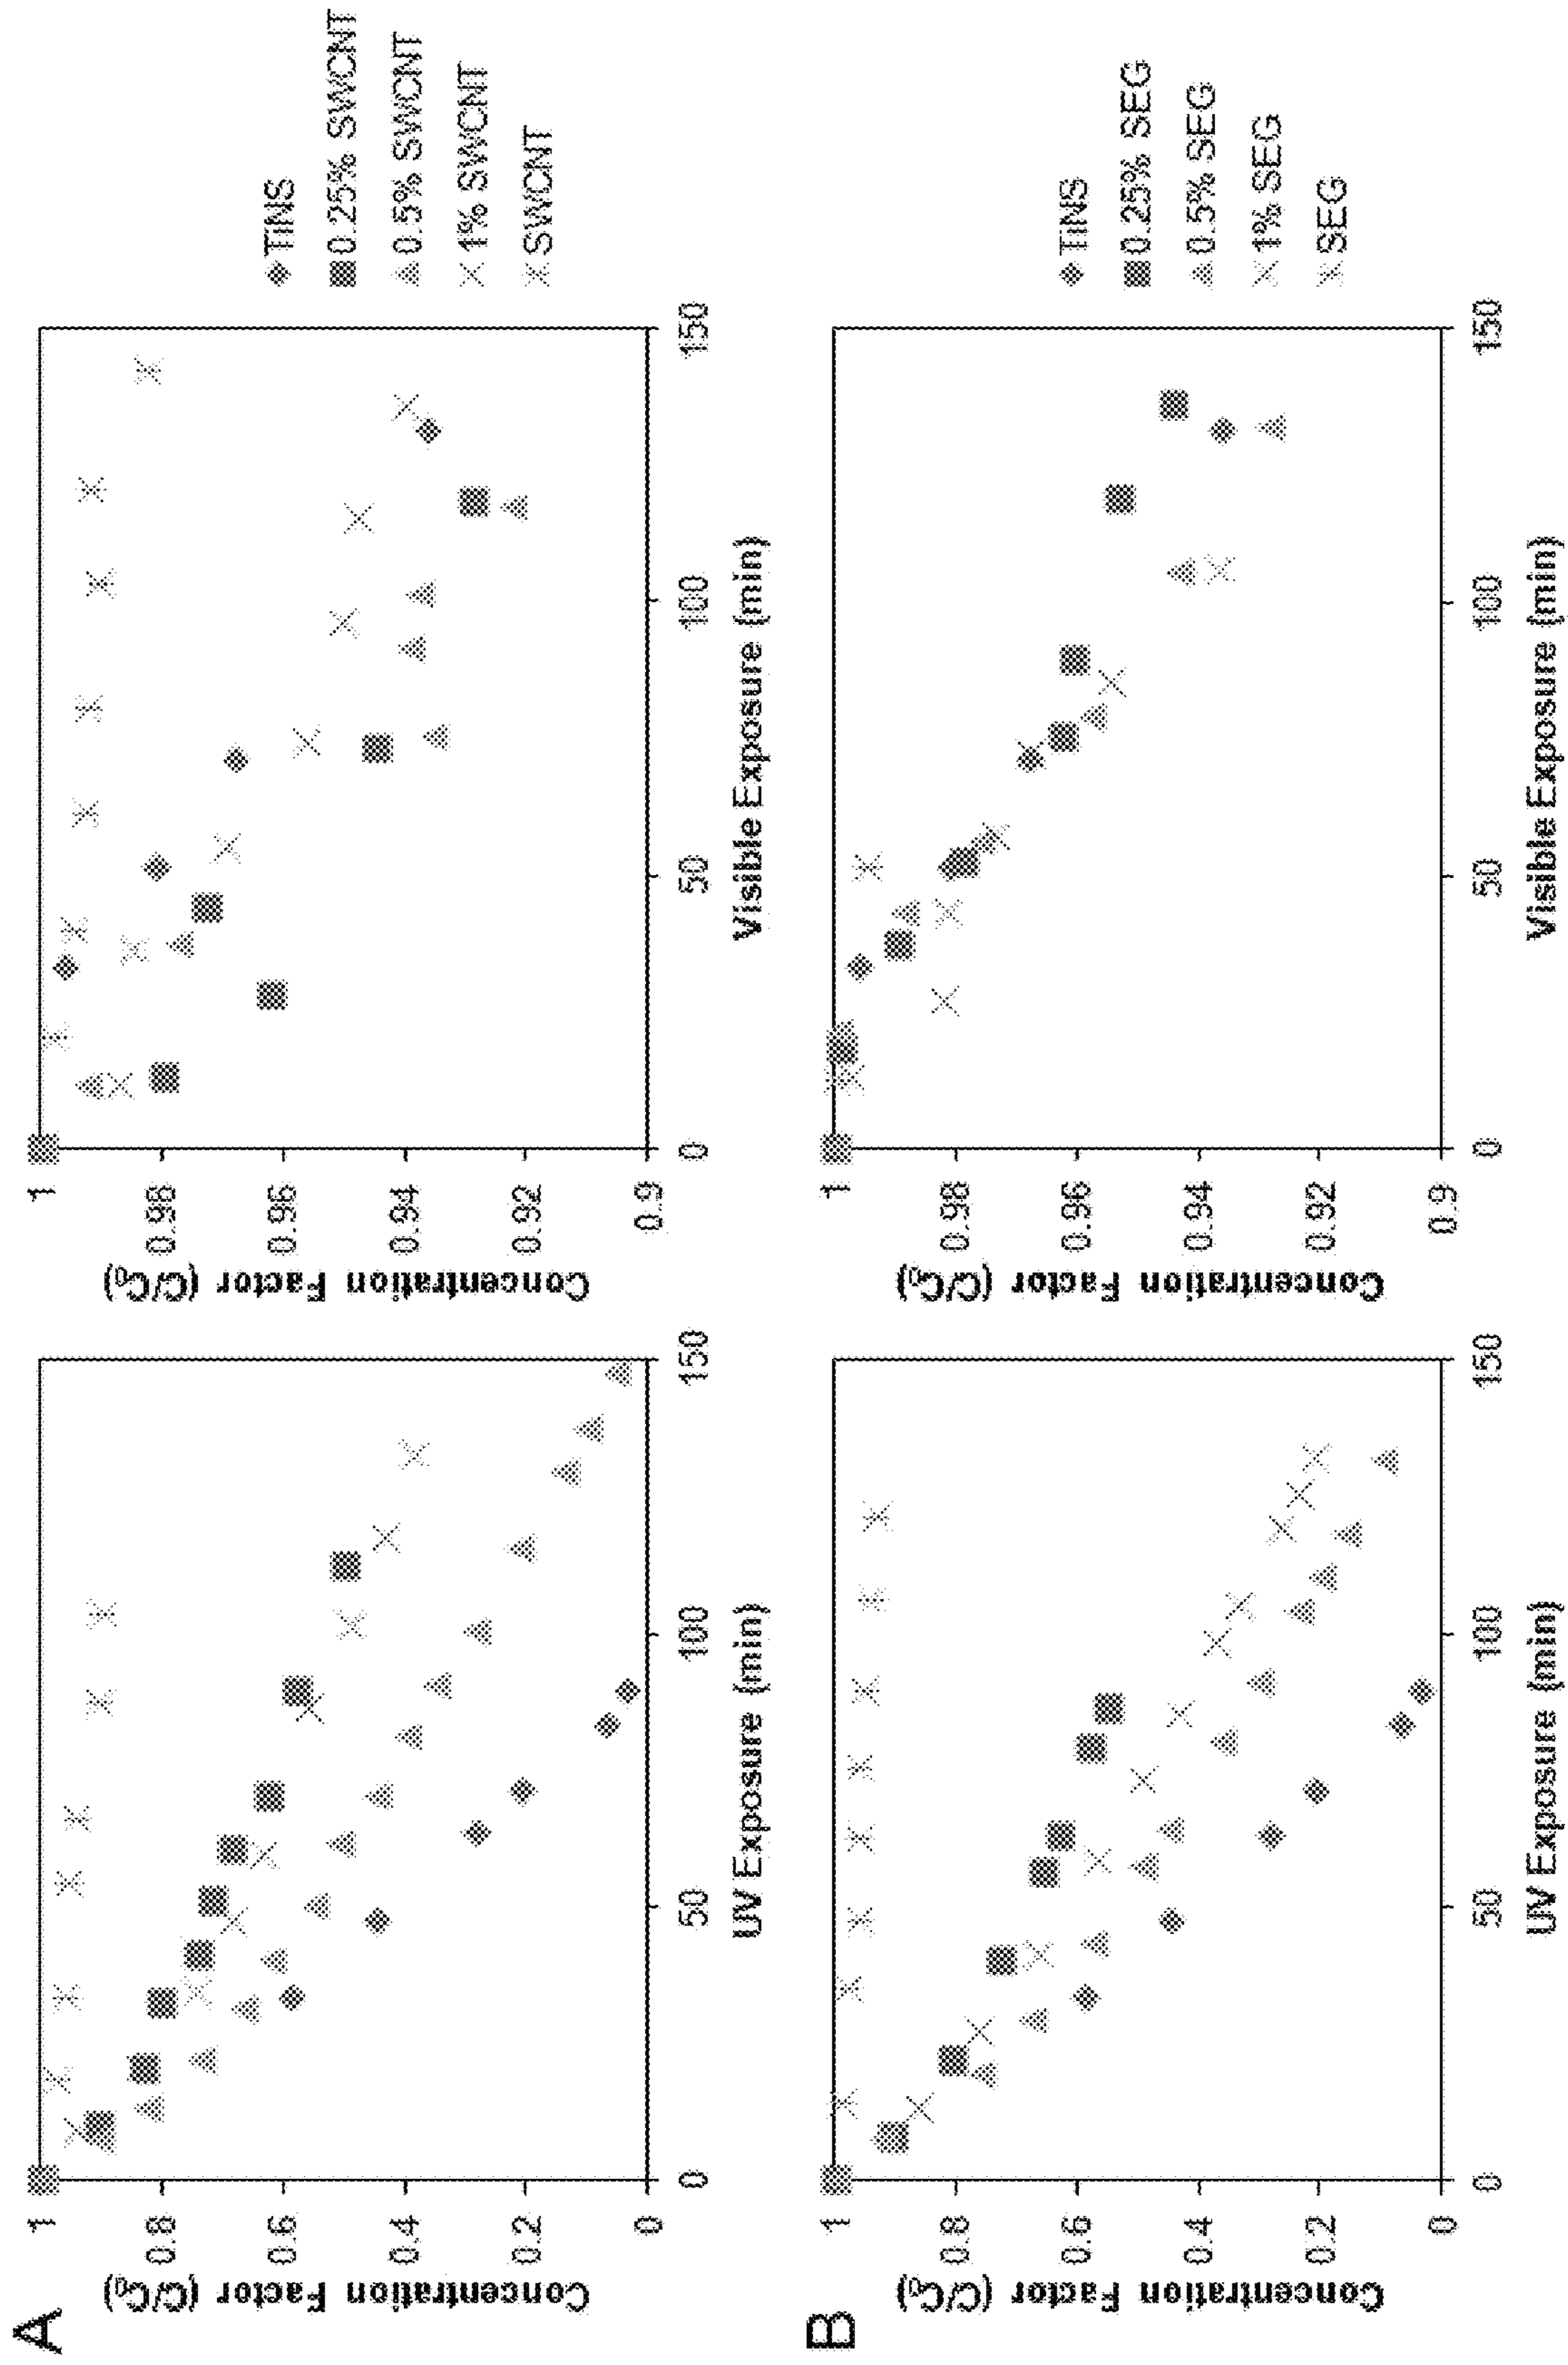 A
Concentration Factor (C/C₀)
1
0.8
0.6
0.4
0.2
0
0
50
100
150
UV Exposure (min)
Concentration Factor (C/C₀)
1
0.98
0.96
0.94
0.92
0.9
0
50
100
150
Visible Exposure (min)
TiNS
0.25% SWCNT
0.5% SWCNT
1% SWCNT
SWCNT
B
Concentration Factor (C/C₀)
1
0.8
0.6
0.4
0.2
0
0
50
100
150
UV Exposure (min)
Concentration Factor (C/C₀)
1
0.98
0.96
0.94
0.92
0.9
0
50
100
150
Visible Exposure (min)
TiNS
0.25% SEG
0.5% SEG
1% SEG
SEG